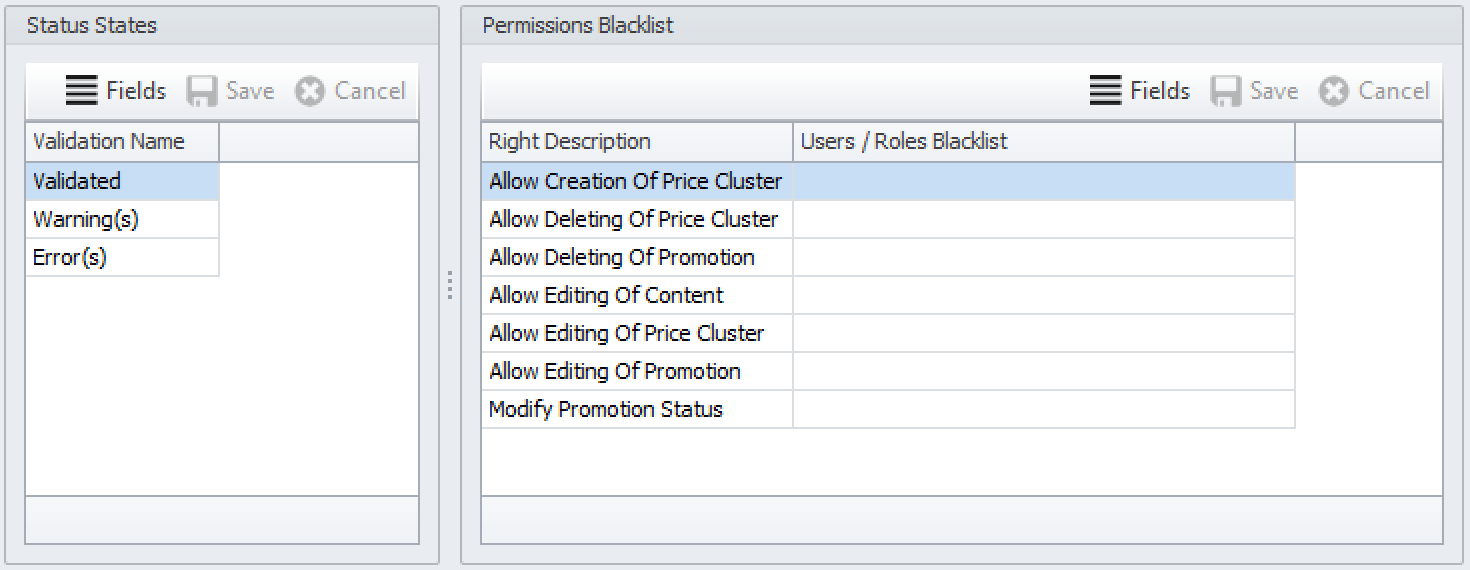 Status States
Fields Save Cancel
Validation Name
Validated
Warning(s)
Error(s)
Permissions Blacklist
Fields Save Cancel
Right Description Users / Roles Blacklist
Allow Creation Of Price Cluster
Allow Deleting Of Price Cluster
Allow Deleting Of Promotion
Allow Editing Of Content
Allow Editing Of Price Cluster
Allow Editing Of Promotion
Modify Promotion Status